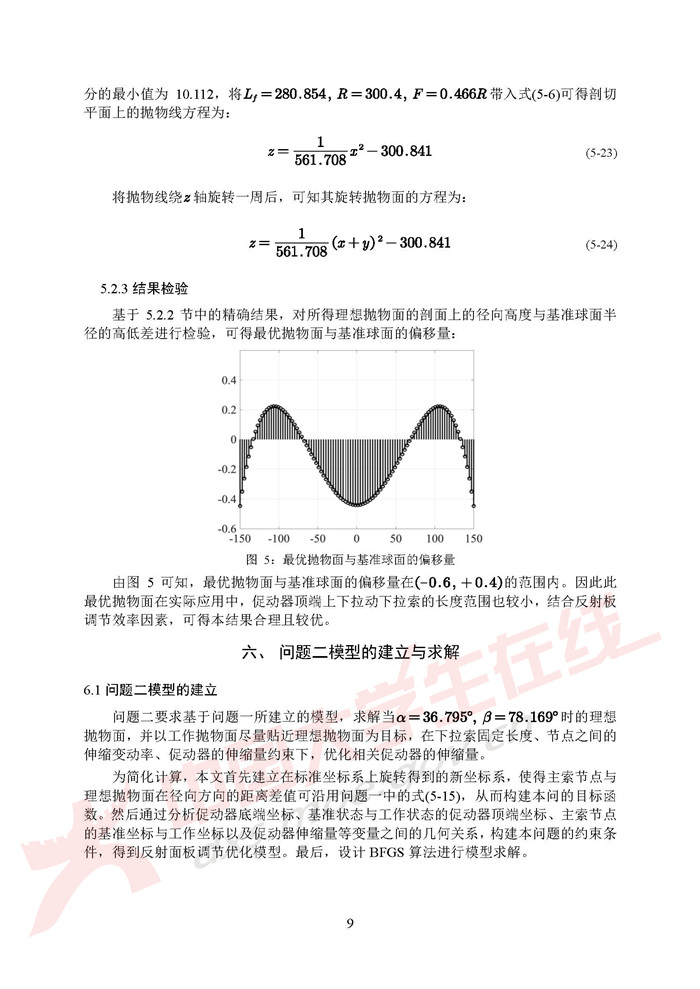 分的最小值为 10.112，将L_f＝280.854, R＝300.4, F＝0.466R 带入式(5-6)可得剖切
平面上的抛物线方程为：
z＝1/561.708 x²－300.841 (5-23)
将抛物线绕z 轴旋转一周后，可知其旋转抛物面的方程为：
z＝1/561.708 (x＋y)²－300.841 (5-24)
5.2.3 结果检验
基于 5.2.2 节中的精确结果，对所得理想抛物面的剖面上的径向高度与基准球面半
径的高低差进行检验，可得最优抛物面与基准球面的偏移量：
0.4
0.2
0
-0.2
-0.4
-0.6
-150 -100 -50 0 50 100 150
图 5：最优抛物面与基准球面的偏移量
由图 5 可知，最优抛物面与基准球面的偏移量在(−0.6, ＋0.4)的范围内。因此此
最优抛物面在实际应用中，促动器顶端上下拉动下拉索的长度范围也较小，结合反射板
调节效率因素，可得本结果合理且较优。
六、 问题二模型的建立与求解
6.1 问题二模型的建立
问题二要求基于问题一所建立的模型，求解当α＝36.795°, β＝78.169°时的理想
抛物面，并以工作抛物面尽量贴近理想抛物面为目标，在下拉索固定长度、节点之间的
伸缩变动率、促动器的伸缩量约束下，优化相关促动器的伸缩量。
为简化计算，本文首先建立在标准坐标系上旋转得到的新坐标系，使得主索节点与
理想抛物面在径向方向的距离差值可沿用问题一中的式(5-15)，从而构建本问的目标函
数。然后通过分析促动器底端坐标、基准状态与工作状态的促动器顶端坐标、主索节点
的基准坐标与工作坐标以及促动器伸缩量等变量之间的几何关系，构建本问题的约束条
件，得到反射面板调节优化模型。最后，设计 BFGS 算法进行模型求解。
中国大学生在线
9